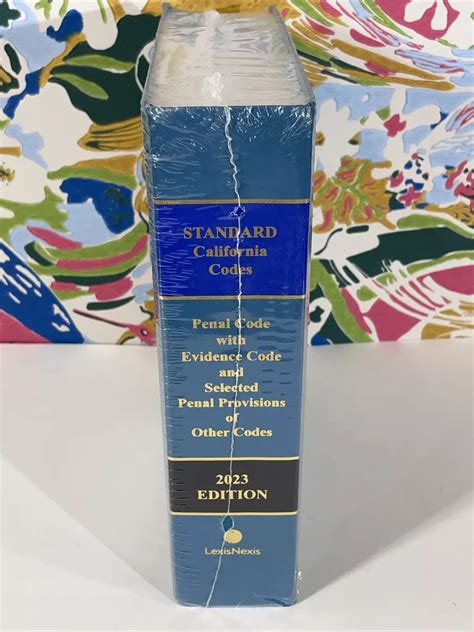 STANDARD
California
Codes
Penal Code
with
Evidence Code
and
Selected
Penal Provisions
of
Other Codes
2023
EDITION
LexisNexis